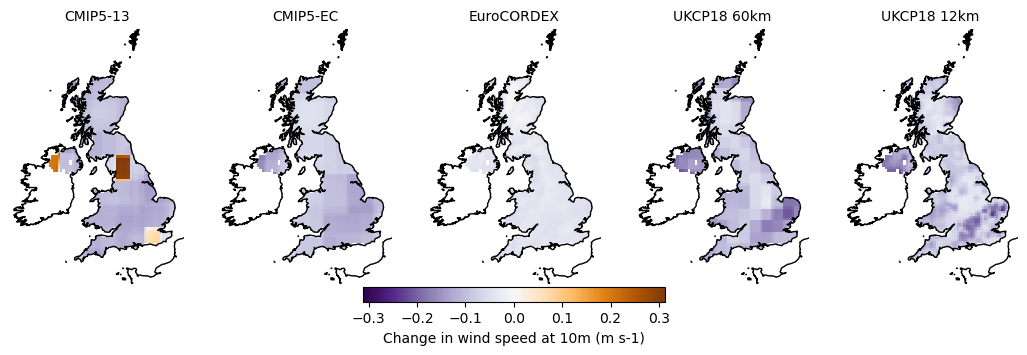 CMIP5-13
CMIP5-EC
EuroCORDEX
UKCP18 60km
UKCP18 12km
−0.3
−0.2
−0.1
0.0
0.1
0.2
0.3
Change in wind speed at 10m (m s-1)